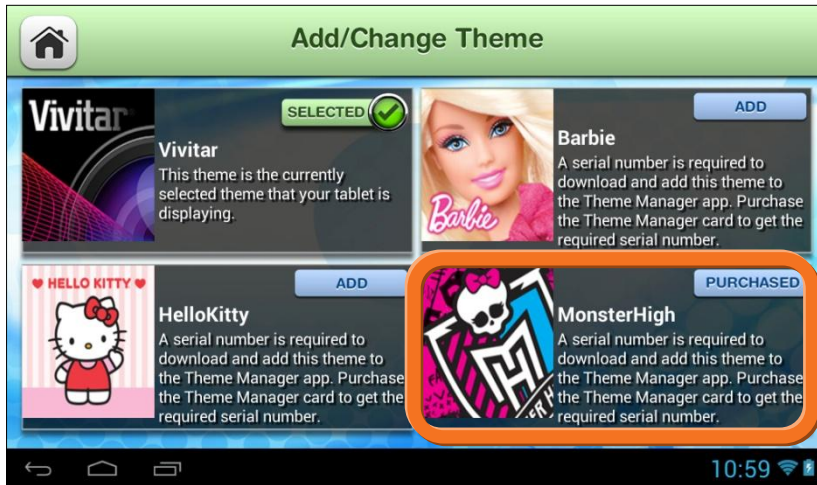 Add/Change Theme
Vivitar
SELECTED
Vivitar
This theme is the currently
selected theme that your tablet is
displaying.
Barbie
ADD
Barbie
A serial number is required to
download and add this theme to
the Theme Manager app. Purchase
the Theme Manager card to get the
required serial number.
HELLO KITTY
ADD
HelloKitty
A serial number is required to
download and add this theme to
the Theme Manager app. Purchase
the Theme Manager card to get the
required serial number.
PURCHASED
MonsterHigh
A serial number is required to
download and add this theme to
the Theme Manager app. Purchase
the Theme Manager card to get the
required serial number.
10:59